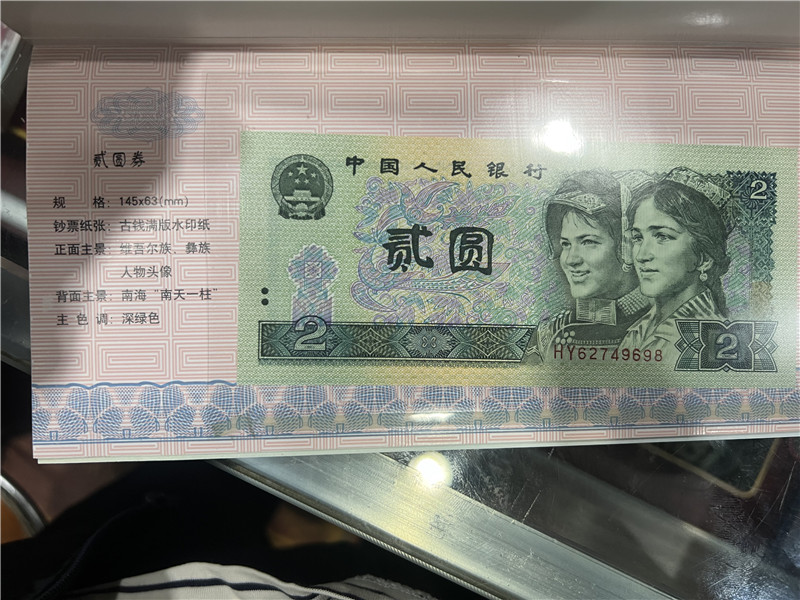 贰圆券
规 格: 145x63(mm)
钞票纸张: 古钱满版水印纸
正面主景: 维吾尔族、彝族
人物头像
背面主景: 南海“南天一柱”
主 色 调: 深绿色
中国人民银行
2
贰圆
2
HY62749698
2